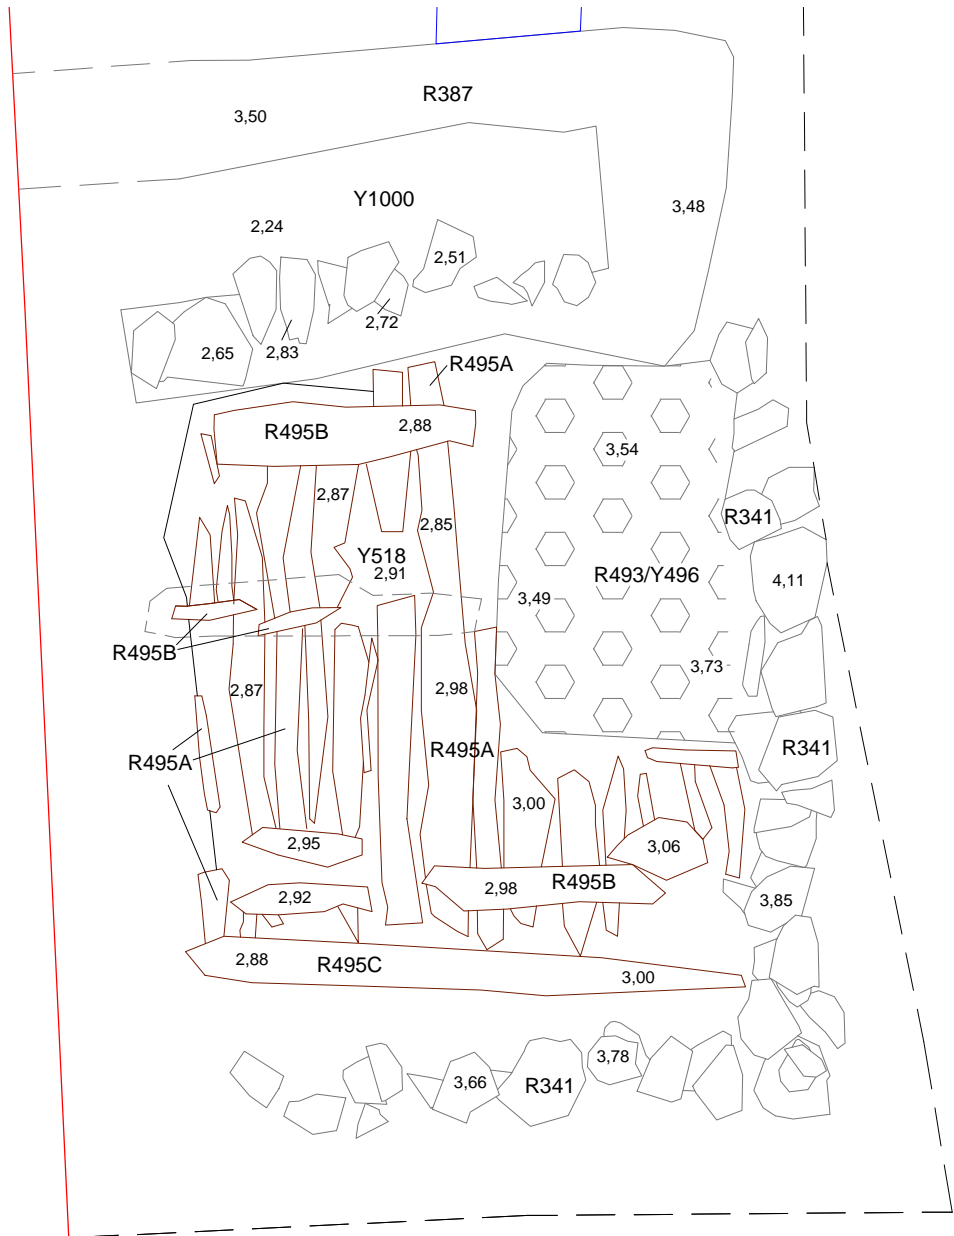 R387
3,50
Y1000
3,48
2,24
2,51
2,72
2,65
2,83
R495A
R495B
2,88
3,54
2,87
2,85
R341
Y518
2,91
R493/Y496
4,11
3,49
R495B
3,73
2,87
2,98
R495A
R495A
R341
3,00
2,95
3,06
R495B
2,98
2,92
3,85
2,88
R495C
3,00
3,78
3,66
R341